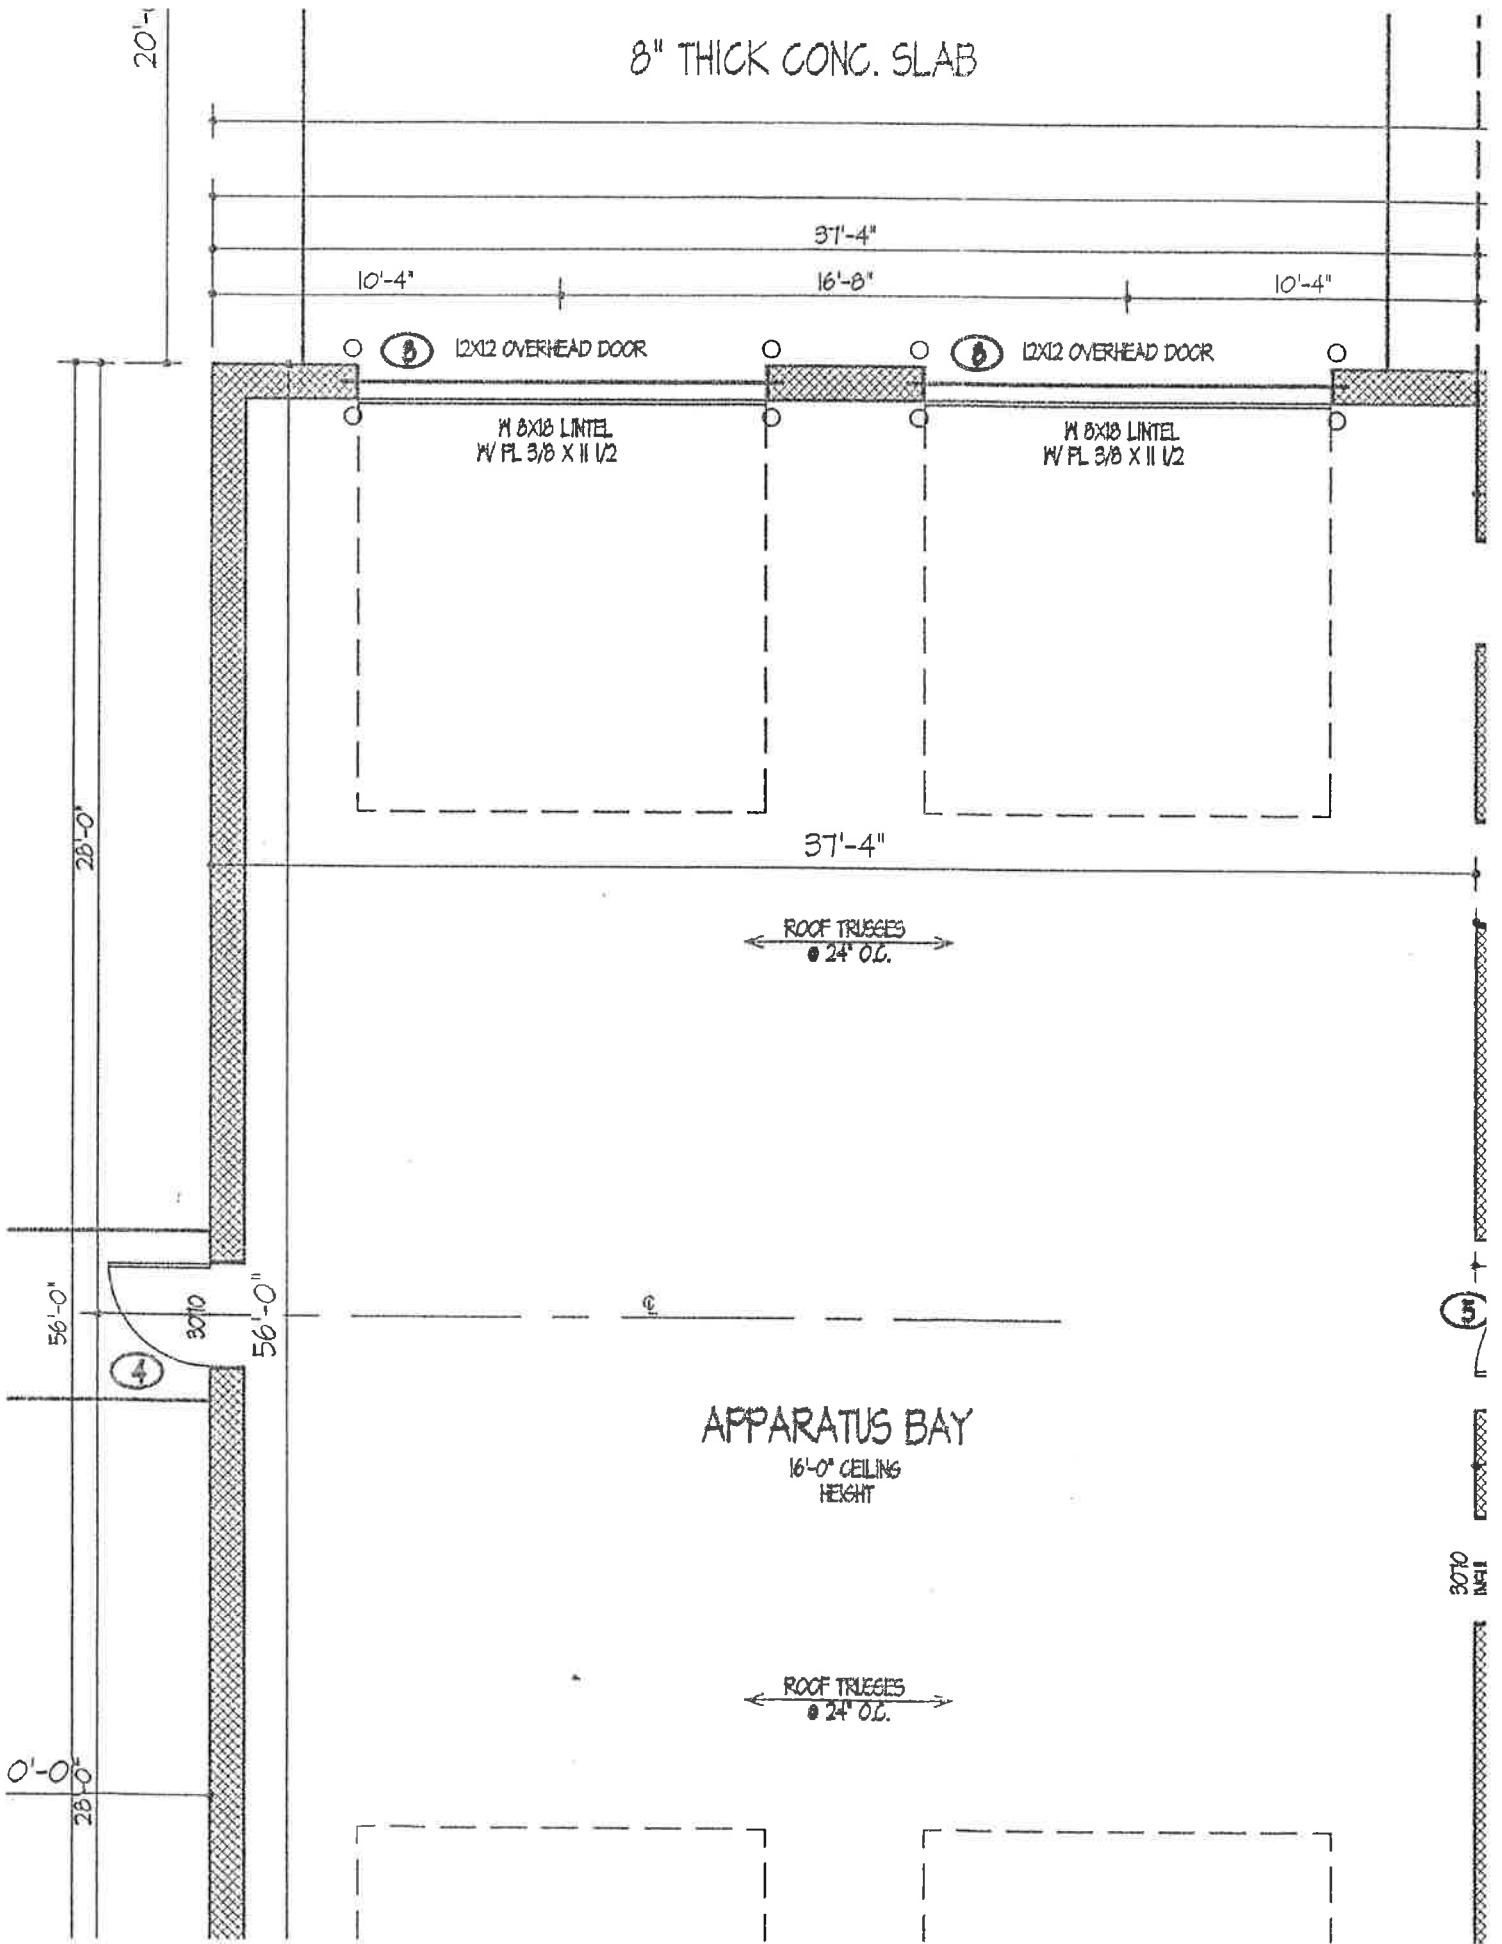 20'-
8" THICK CONC. SLAB
37'-4"
10'-4"
16'-8"
10'-4"
12X12 OVERHEAD DOOR
12X12 OVERHEAD DOOR
W 8X18 LINTEL
W/ PL 3/8 X 11 1/2
W 8X18 LINTEL
W/ PL 3/8 X 11 1/2
28'-0"
37'-4"
ROOF TRUSSES
@ 24" O.C.
56'-0"
3070
56'-0"
4
5
APPARATUS BAY
16'-0" CEILING
HEIGHT
3070
ROOF TRUSSES
@ 24" O.C.
0'-0"
28'-0"